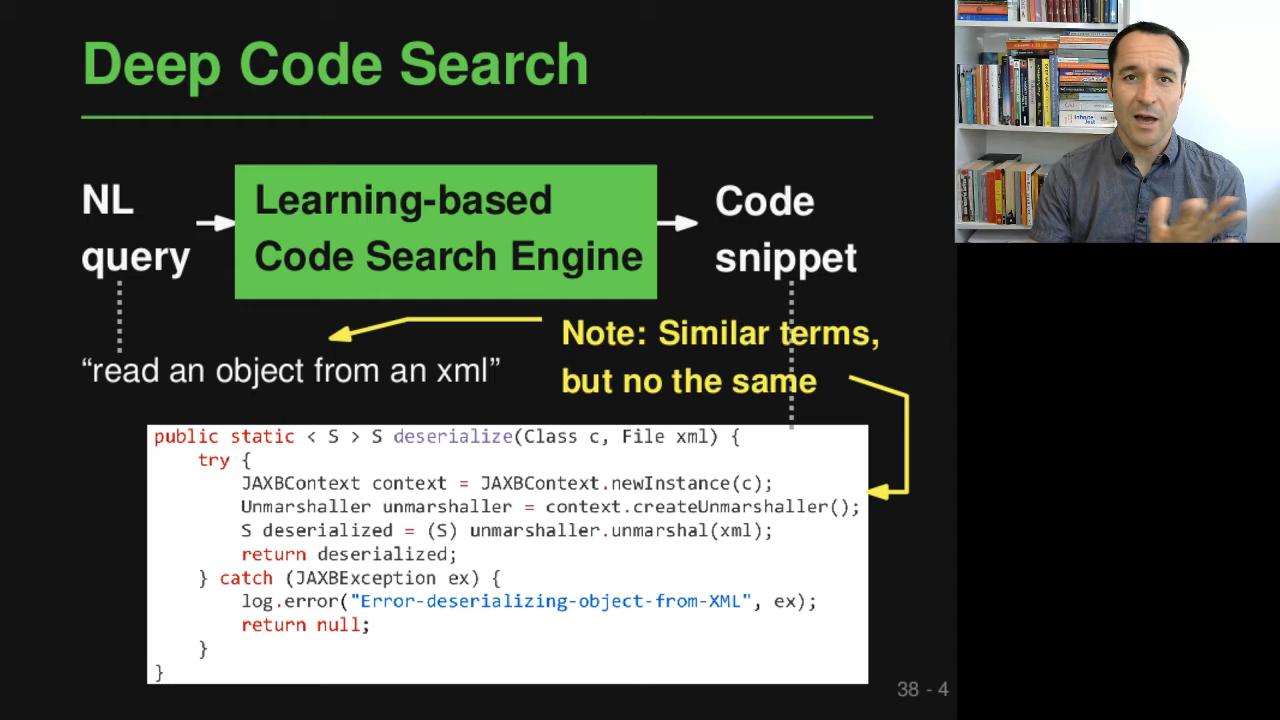 Deep Code Search
NL
query
Learning-based
Code Search Engine
Code
snippet
Note: Similar terms,
but no the same
“read an object from an xml”
public static < S > S deserialize(Class c, File xml) {
try {
JAXBContext context = JAXBContext.newInstance(c);
Unmarshaller unmarshaller = context.createUnmarshaller();
S deserialized = (S) unmarshaller.unmarshal(xml);
return deserialized;
} catch (JAXBException ex) {
log.error("Error-deserializing-object-from-XML", ex);
return null;
}
}
38 - 4
Infinite
Jest